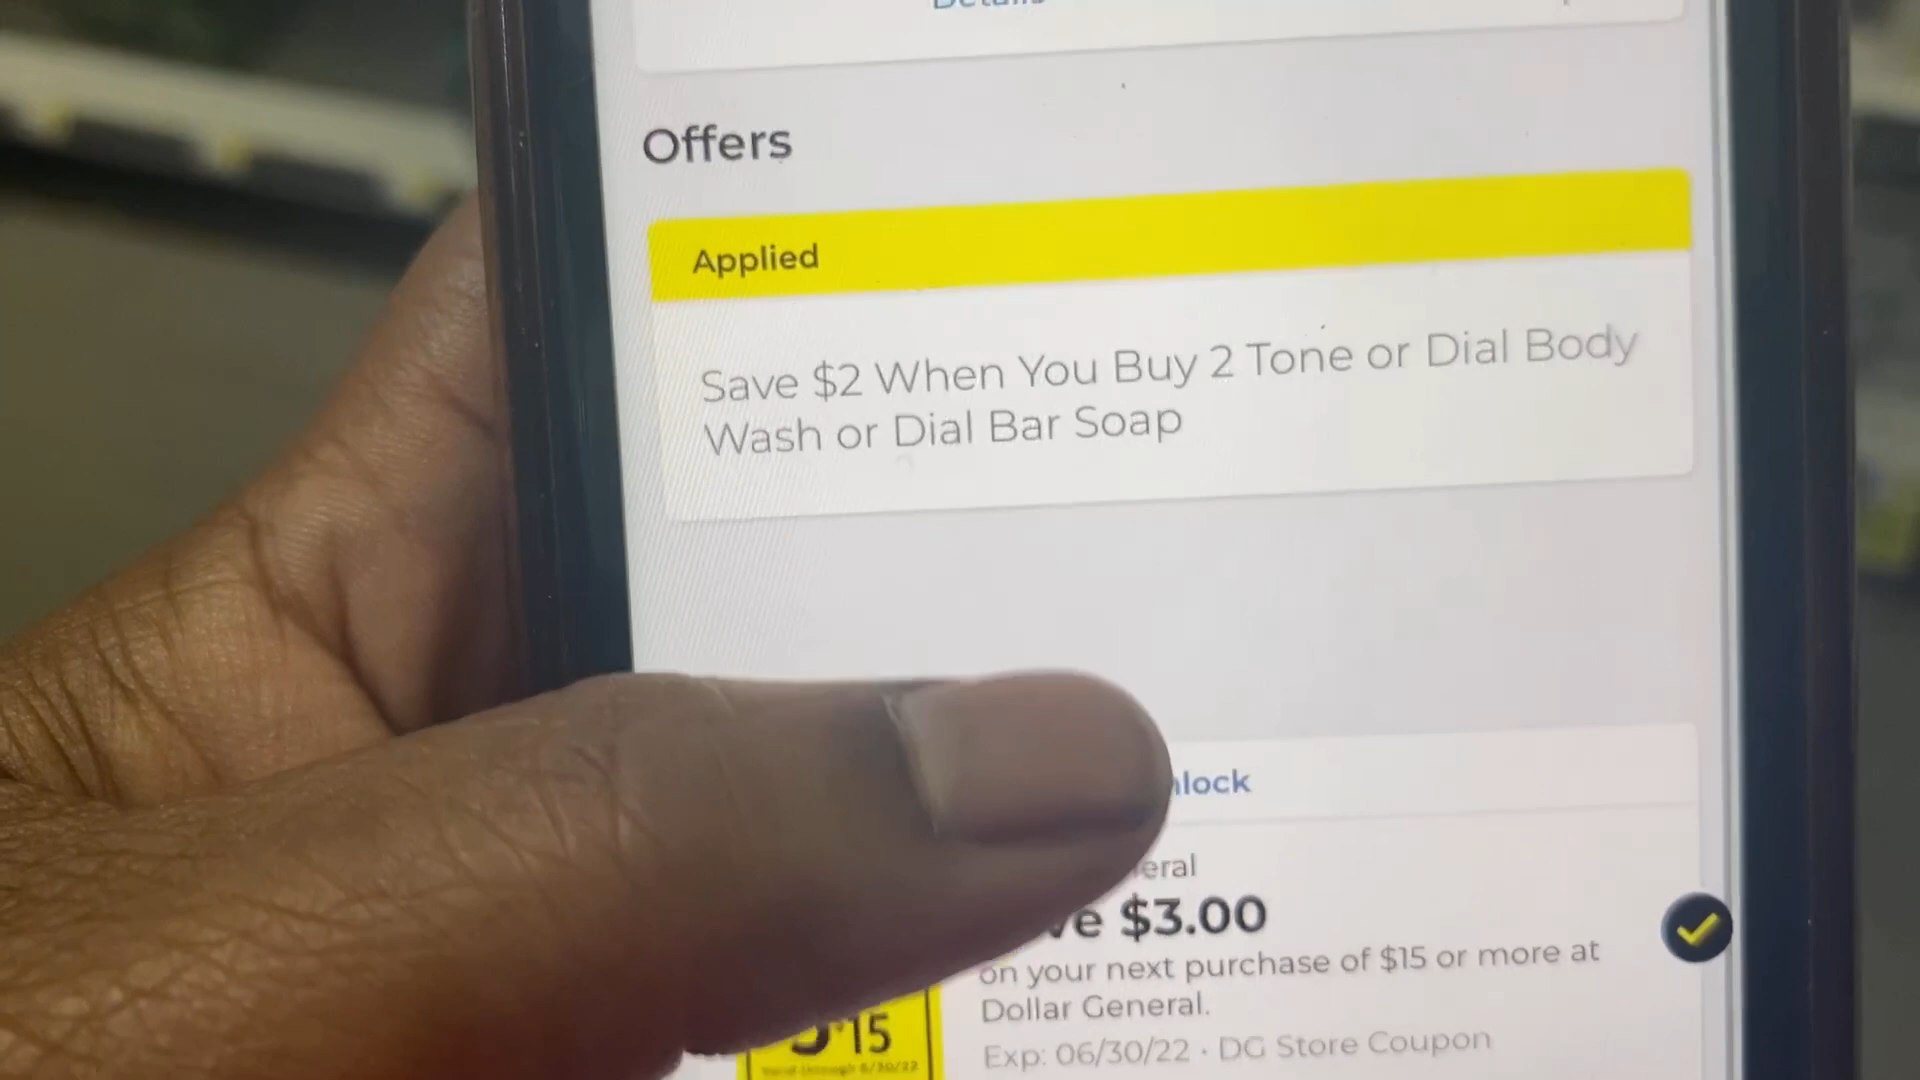 Details
Offers
Applied
Save $2 When You Buy 2 Tone or Dial Body
Wash or Dial Bar Soap
$3.00
on your next purchase of $15 or more at
Dollar General.
Exp: 06/30/22 · DG Store Coupon
15